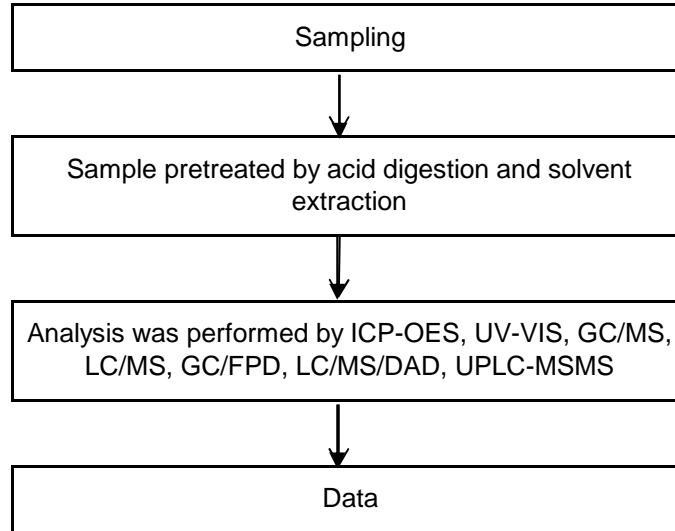 Sampling
Sample pretreated by acid digestion and solvent
extraction
Analysis was performed by ICP-OES, UV-VIS, GC/MS,
LC/MS, GC/FPD, LC/MS/DAD, UPLC-MSMS
Data